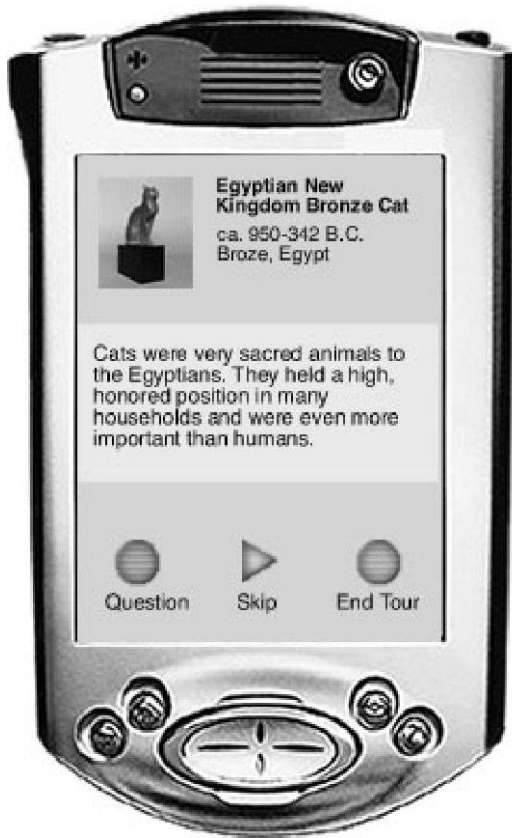 Egyptian New
Kingdom Bronze Cat
ca. 950-342 B.C.
Broze, Egypt
Cats were very sacred animals to
the Egyptians. They held a high,
honored position in many
households and were even more
important than humans.
Question Skip End Tour